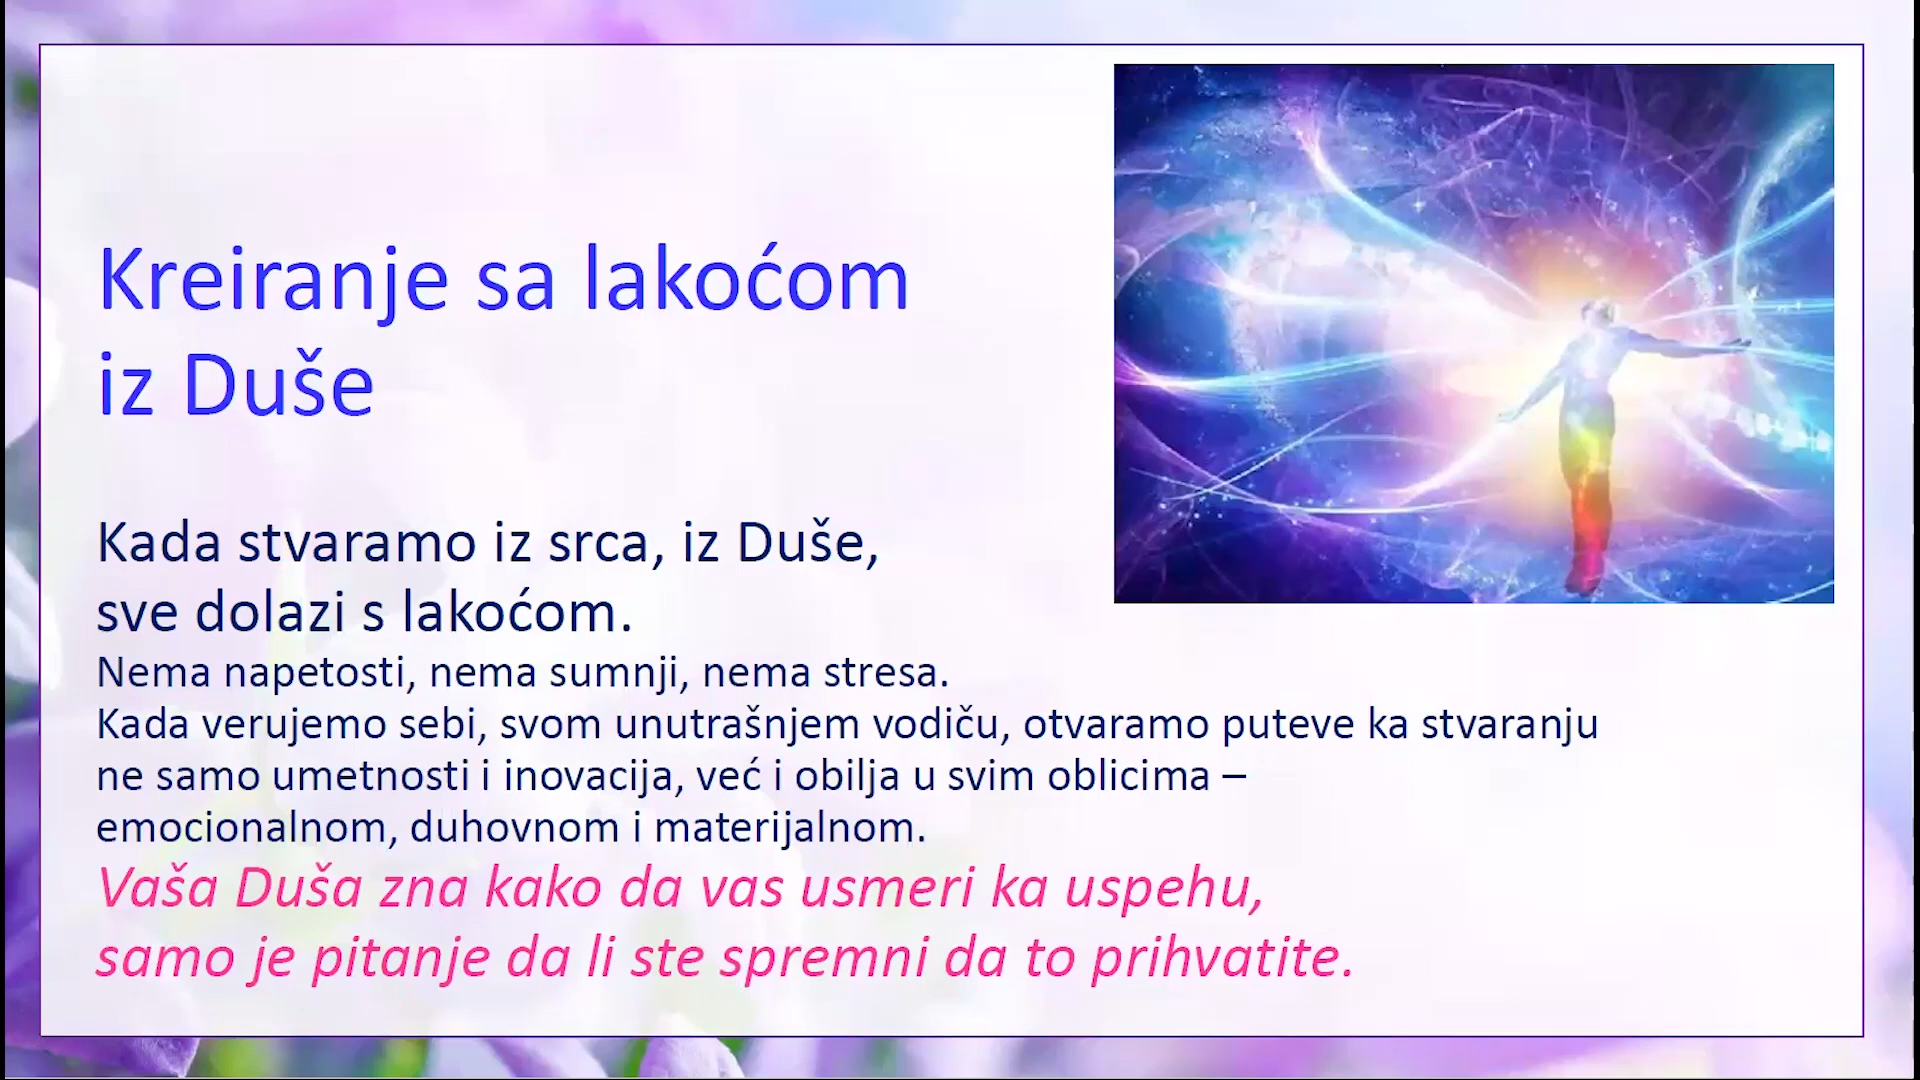 Kreiranje sa lakoćom
iz Duše
Kada stvaramo iz srca, iz Duše,
sve dolazi s lakoćom.
Nema napetosti, nema sumnji, nema stresa.
Kada verujemo sebi, svom unutrašnjem vodiču, otvaramo puteve ka stvaranju
ne samo umetnosti i inovacija, već i obilja u svim oblicima –
emocionalnom, duhovnom i materijalnom.
Vaša Duša zna kako da vas usmeri ka uspehu,
samo je pitanje da li ste spremni da to prihvatite.